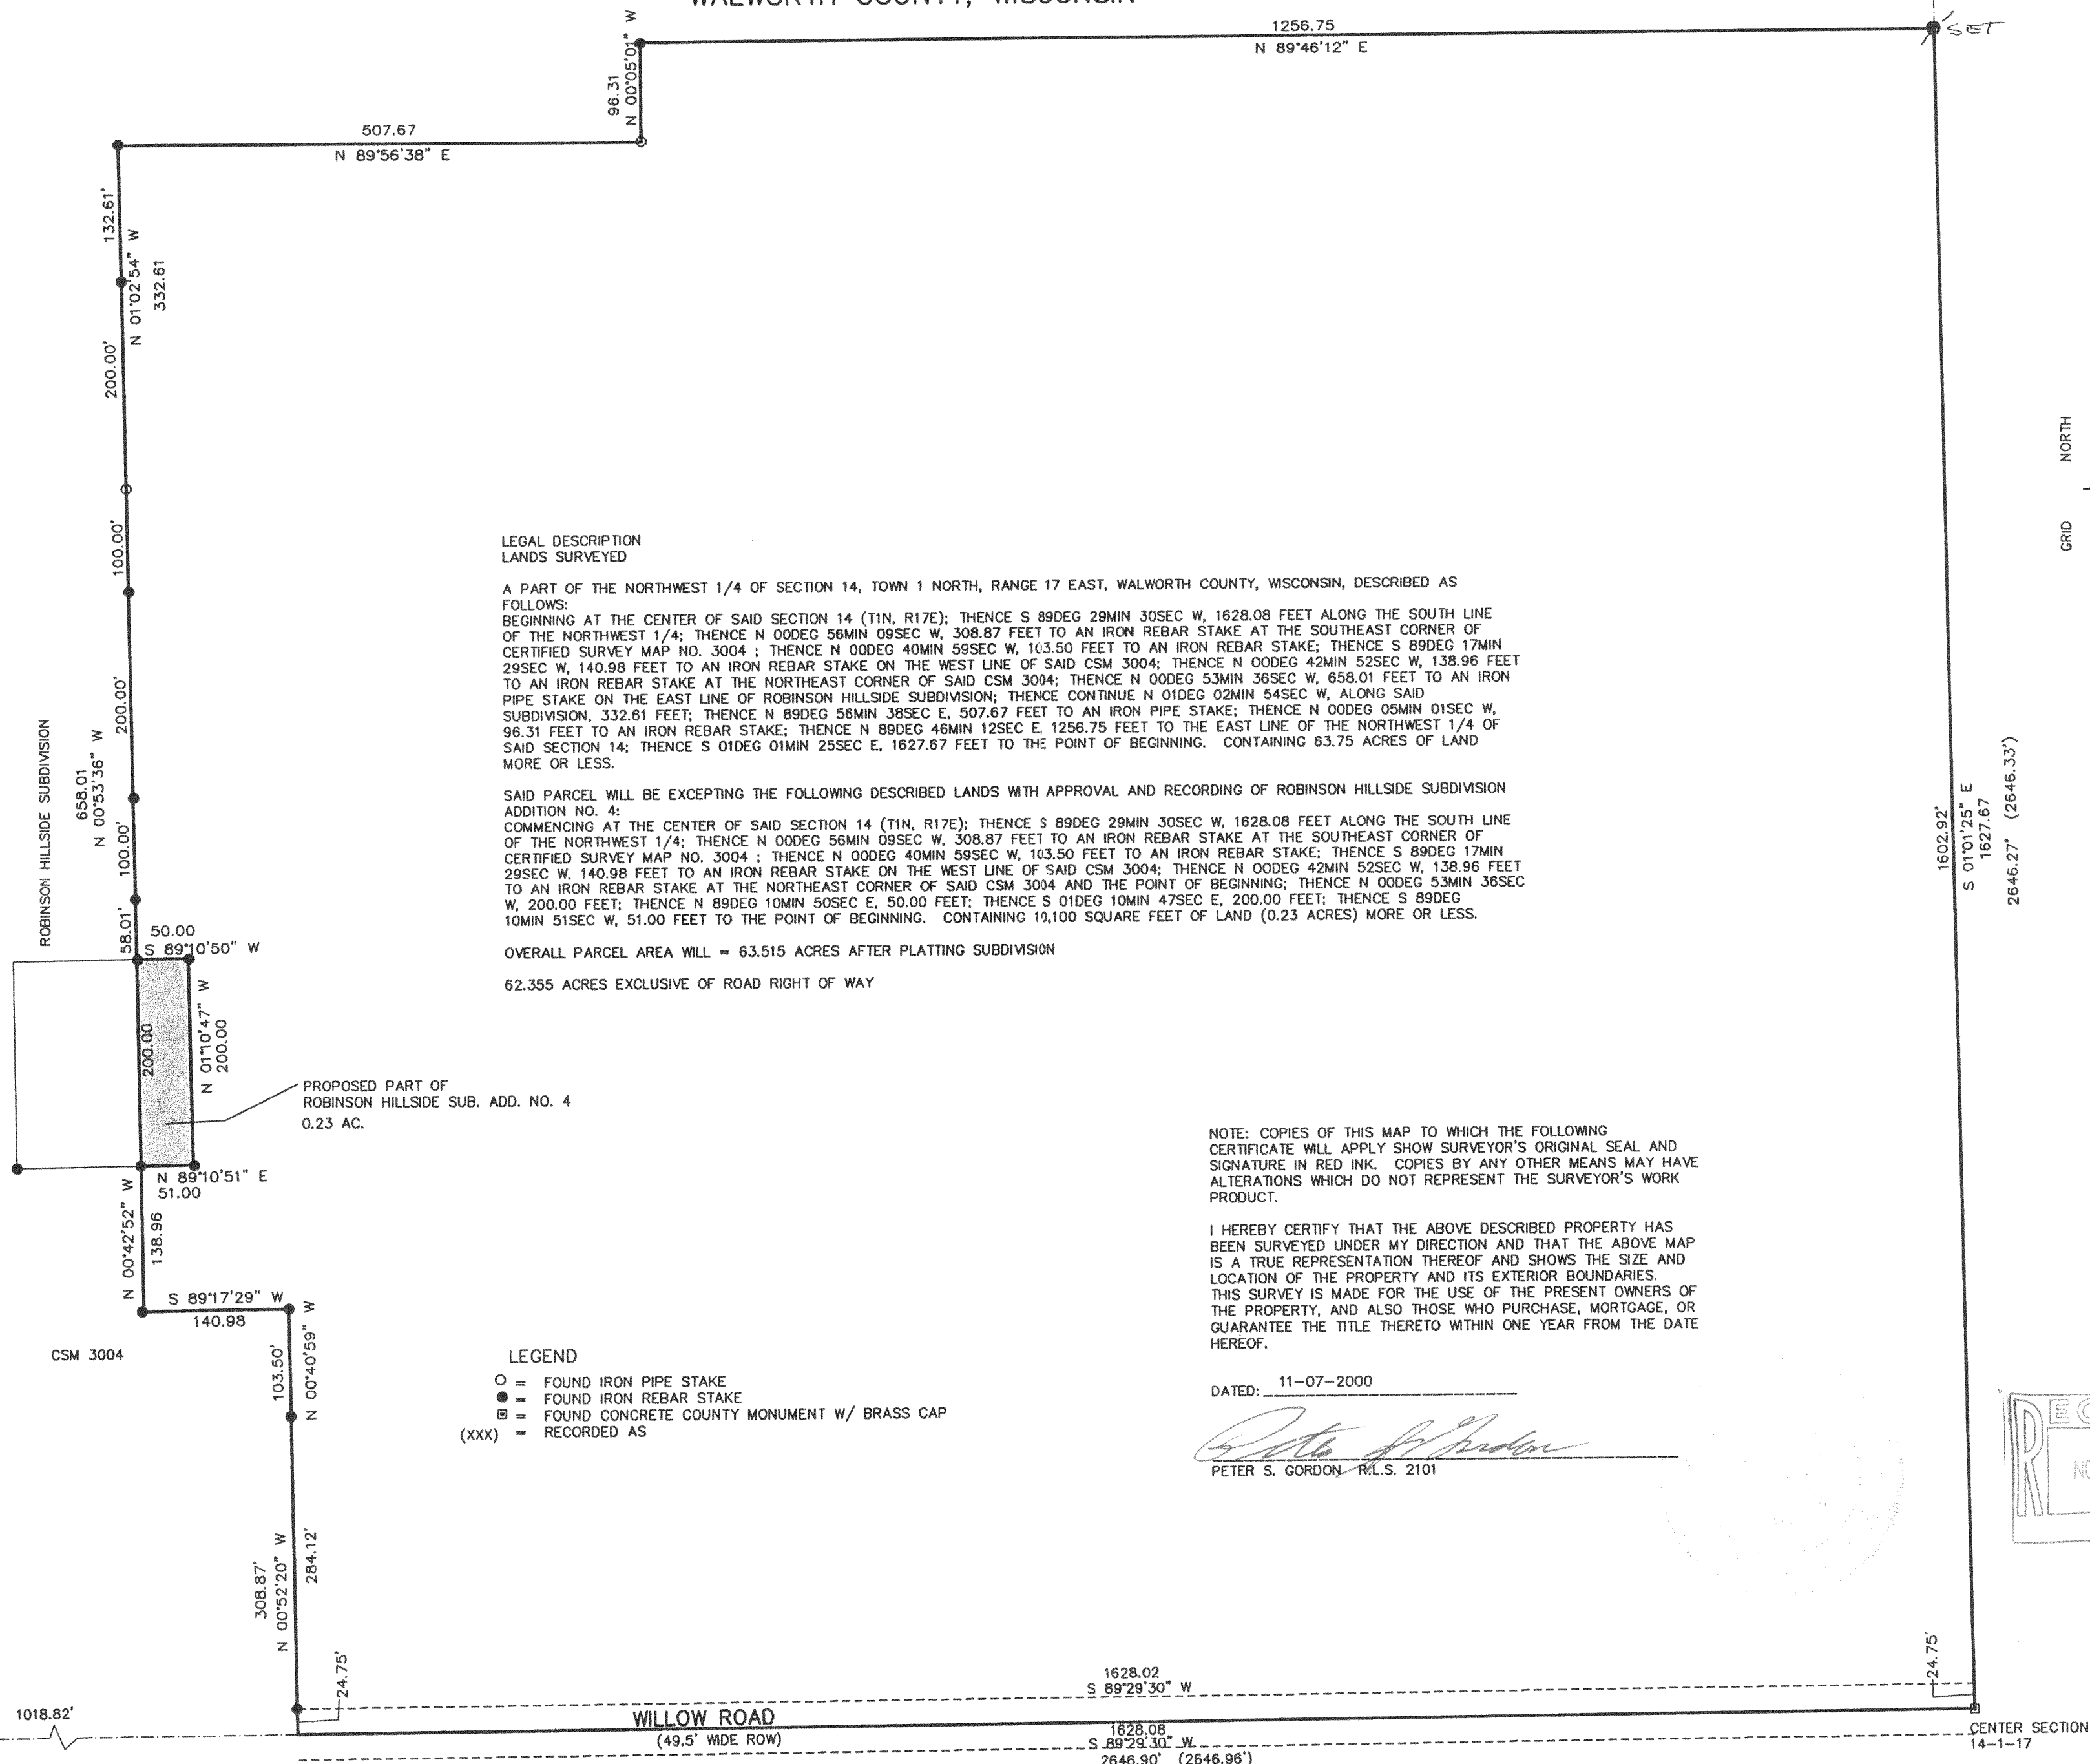 WALWORTH COUNTY, WISCONSIN
1256.75
N 89°46'12" E
SET
96.31
N 00°05'01" W
507.67
N 89°56'38" E
132.61'
N 01°02'54" W
332.61
200.00'
100.00'
200.00'
ROBINSON HILLSIDE SUBDIVISION
658.01
N 00°53'36" W
100.00'
58.01'
50.00
S 89°10'50" W
200.00
N 01°10'47" W
200.00
PROPOSED PART OF
ROBINSON HILLSIDE SUB. ADD. NO. 4
0.23 AC.
N 89°10'51" E
51.00
N 00°42'52" W
138.96
S 89°17'29" W
140.98
CSM 3004
103.50'
N 00°40'59" W
308.87'
N 00°52'20" W
284.12'
24.75'
1018.82'
LEGAL DESCRIPTION
LANDS SURVEYED
A PART OF THE NORTHWEST 1/4 OF SECTION 14, TOWN 1 NORTH, RANGE 17 EAST, WALWORTH COUNTY, WISCONSIN, DESCRIBED AS
FOLLOWS:
BEGINNING AT THE CENTER OF SAID SECTION 14 (T1N, R17E); THENCE S 89DEG 29MIN 30SEC W, 1628.08 FEET ALONG THE SOUTH LINE
OF THE NORTHWEST 1/4; THENCE N 00DEG 56MIN 09SEC W, 308.87 FEET TO AN IRON REBAR STAKE AT THE SOUTHEAST CORNER OF
CERTIFIED SURVEY MAP NO. 3004 ; THENCE N 00DEG 40MIN 59SEC W, 103.50 FEET TO AN IRON REBAR STAKE; THENCE S 89DEG 17MIN
29SEC W, 140.98 FEET TO AN IRON REBAR STAKE ON THE WEST LINE OF SAID CSM 3004; THENCE N 00DEG 42MIN 52SEC W, 138.96 FEET
TO AN IRON REBAR STAKE AT THE NORTHEAST CORNER OF SAID CSM 3004; THENCE N 00DEG 53MIN 36SEC W, 658.01 FEET TO AN IRON
PIPE STAKE ON THE EAST LINE OF ROBINSON HILLSIDE SUBDIVISION; THENCE CONTINUE N 01DEG 02MIN 54SEC W, ALONG SAID
SUBDIVISION, 332.61 FEET; THENCE N 89DEG 56MIN 38SEC E, 507.67 FEET TO AN IRON PIPE STAKE; THENCE N 00DEG 05MIN 01SEC W,
96.31 FEET TO AN IRON REBAR STAKE; THENCE N 89DEG 46MIN 12SEC E, 1256.75 FEET TO THE EAST LINE OF THE NORTHWEST 1/4 OF
SAID SECTION 14; THENCE S 01DEG 01MIN 25SEC E, 1627.67 FEET TO THE POINT OF BEGINNING. CONTAINING 63.75 ACRES OF LAND
MORE OR LESS.
SAID PARCEL WILL BE EXCEPTING THE FOLLOWING DESCRIBED LANDS WITH APPROVAL AND RECORDING OF ROBINSON HILLSIDE SUBDIVISION
ADDITION NO. 4:
COMMENCING AT THE CENTER OF SAID SECTION 14 (T1N, R17E); THENCE S 89DEG 29MIN 30SEC W, 1628.08 FEET ALONG THE SOUTH LINE
OF THE NORTHWEST 1/4; THENCE N 00DEG 56MIN 09SEC W, 308.87 FEET TO AN IRON REBAR STAKE AT THE SOUTHEAST CORNER OF
CERTIFIED SURVEY MAP NO. 3004 ; THENCE N 00DEG 40MIN 59SEC W, 103.50 FEET TO AN IRON REBAR STAKE; THENCE S 89DEG 17MIN
29SEC W, 140.98 FEET TO AN IRON REBAR STAKE ON THE WEST LINE OF SAID CSM 3004; THENCE N 00DEG 42MIN 52SEC W, 138.96 FEET
TO AN IRON REBAR STAKE AT THE NORTHEAST CORNER OF SAID CSM 3004 AND THE POINT OF BEGINNING; THENCE N 00DEG 53MIN 36SEC
W, 200.00 FEET; THENCE N 89DEG 10MIN 50SEC E, 50.00 FEET; THENCE S 01DEG 10MIN 47SEC E, 200.00 FEET; THENCE S 89DEG
10MIN 51SEC W, 51.00 FEET TO THE POINT OF BEGINNING. CONTAINING 10,100 SQUARE FEET OF LAND (0.23 ACRES) MORE OR LESS.
OVERALL PARCEL AREA WILL = 63.515 ACRES AFTER PLATTING SUBDIVISION
62.355 ACRES EXCLUSIVE OF ROAD RIGHT OF WAY
NORTH
GRID
1602.92'
S 01°01'25" E
1627.67
2646.27' (2646.33')
NOTE: COPIES OF THIS MAP TO WHICH THE FOLLOWING
CERTIFICATE WILL APPLY SHOW SURVEYOR'S ORIGINAL SEAL AND
SIGNATURE IN RED INK. COPIES BY ANY OTHER MEANS MAY HAVE
ALTERATIONS WHICH DO NOT REPRESENT THE SURVEYOR'S WORK
PRODUCT.
I HEREBY CERTIFY THAT THE ABOVE DESCRIBED PROPERTY HAS
BEEN SURVEYED UNDER MY DIRECTION AND THAT THE ABOVE MAP
IS A TRUE REPRESENTATION THEREOF AND SHOWS THE SIZE AND
LOCATION OF THE PROPERTY AND ITS EXTERIOR BOUNDARIES.
THIS SURVEY IS MADE FOR THE USE OF THE PRESENT OWNERS OF
THE PROPERTY, AND ALSO THOSE WHO PURCHASE, MORTGAGE, OR
GUARANTEE THE TITLE THERETO WITHIN ONE YEAR FROM THE DATE
HEREOF.
DATED: 11-07-2000
Peter S. Gordon
PETER S. GORDON R.L.S. 2101
LEGEND
O = FOUND IRON PIPE STAKE
● = FOUND IRON REBAR STAKE
= FOUND CONCRETE COUNTY MONUMENT W/ BRASS CAP
(XXX) = RECORDED AS
24.75'
1628.02
S 89°29'30" W
WILLOW ROAD
(49.5' WIDE ROW)
1628.08
S 89°29'30" W
2646.90' (2646.96')
CENTER SECTION
14-1-17